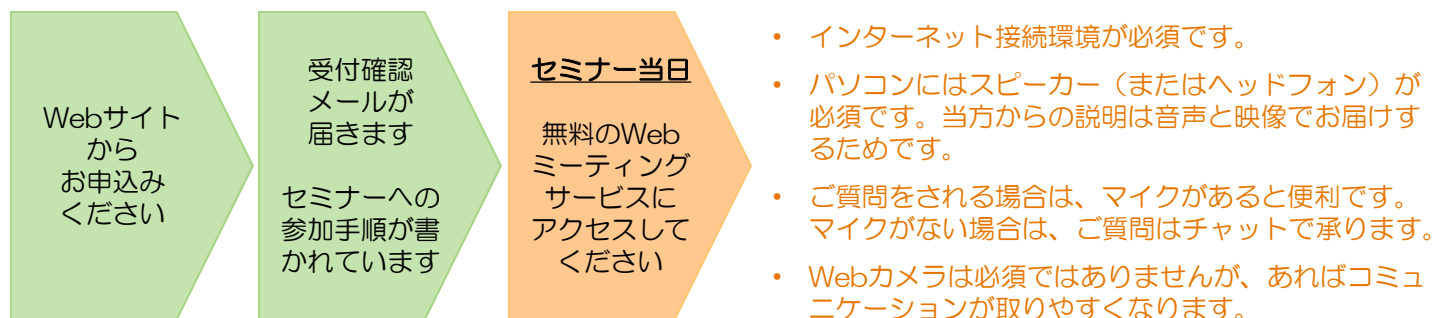 Webサイト
から
お申込み
ください
受付確認
メールが
届きます
セミナーへの
参加手順が書
かれています
セミナー当日
無料のWeb
ミーティング
サービスに
アクセスして
ください
• インターネット接続環境が必須です。
• パソコンにはスピーカー（またはヘッドフォン）が
必須です。当方からの説明は音声と映像でお届けす
るためです。
• ご質問をされる場合は、マイクがあると便利です。
マイクがない場合は、ご質問はチャットで承ります。
• Webカメラは必須ではありませんが、あればコミュ
ニケーションが取りやすくなります。